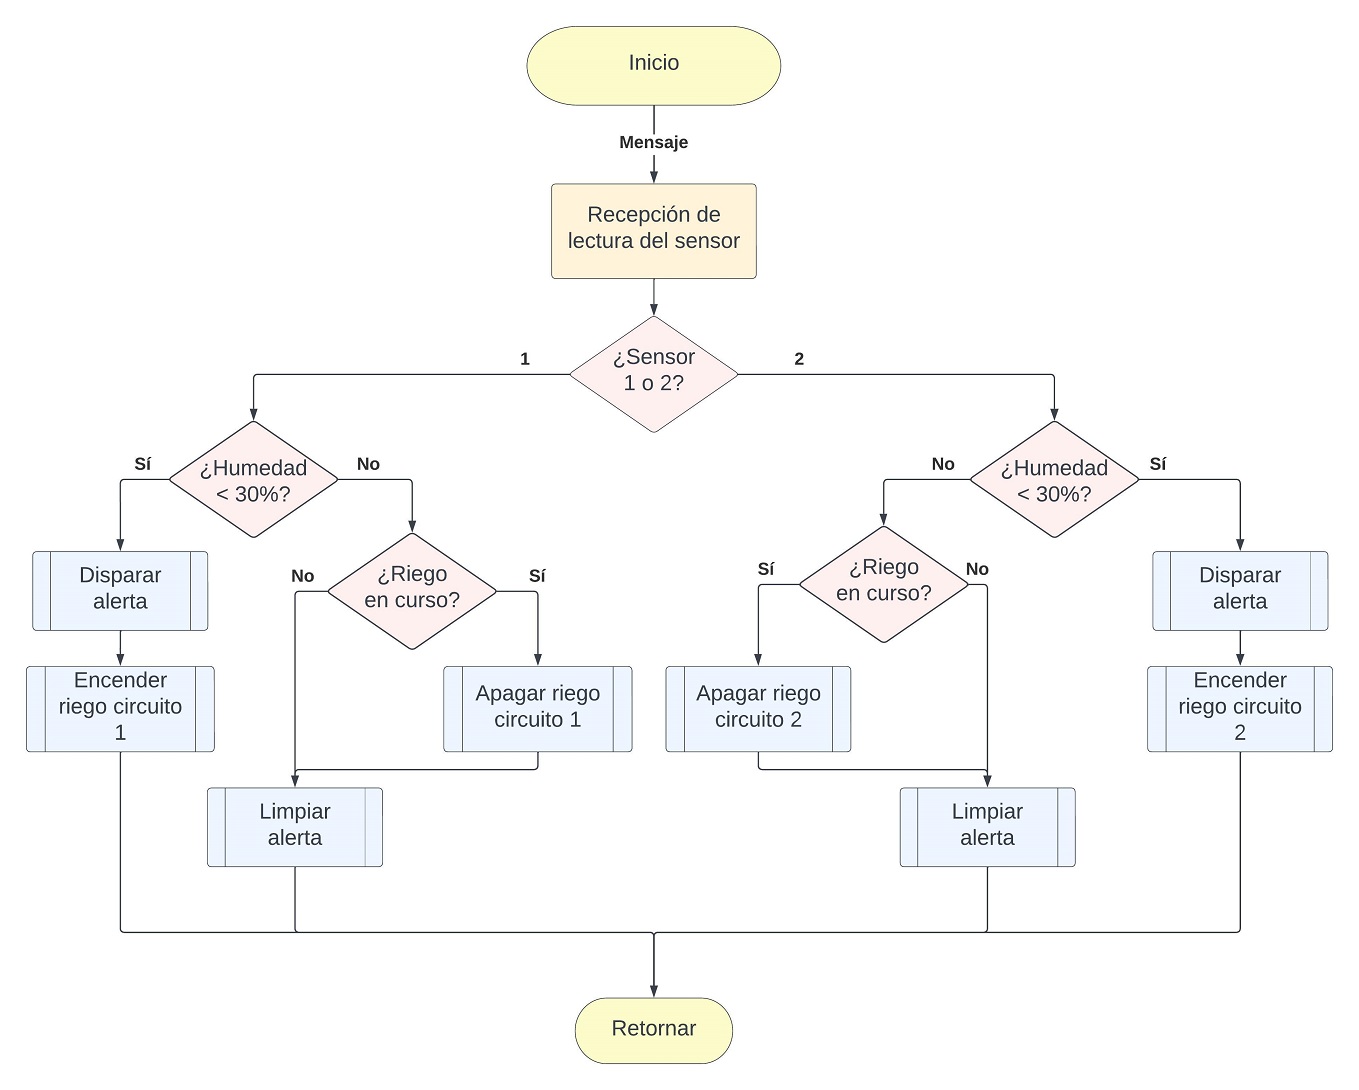 Inicio
Mensaje
Recepción de
lectura del sensor
¿Sensor
1 o 2?
1
2
¿Humedad
< 30%?
Sí
No
¿Humedad
< 30%?
No
Sí
Disparar
alerta
¿Riego
en curso?
No
Sí
¿Riego
en curso?
Sí
No
Disparar
alerta
Encender
riego circuito
1
Apagar riego
circuito 1
Apagar riego
circuito 2
Encender
riego circuito
2
Limpiar
alerta
Limpiar
alerta
Retornar